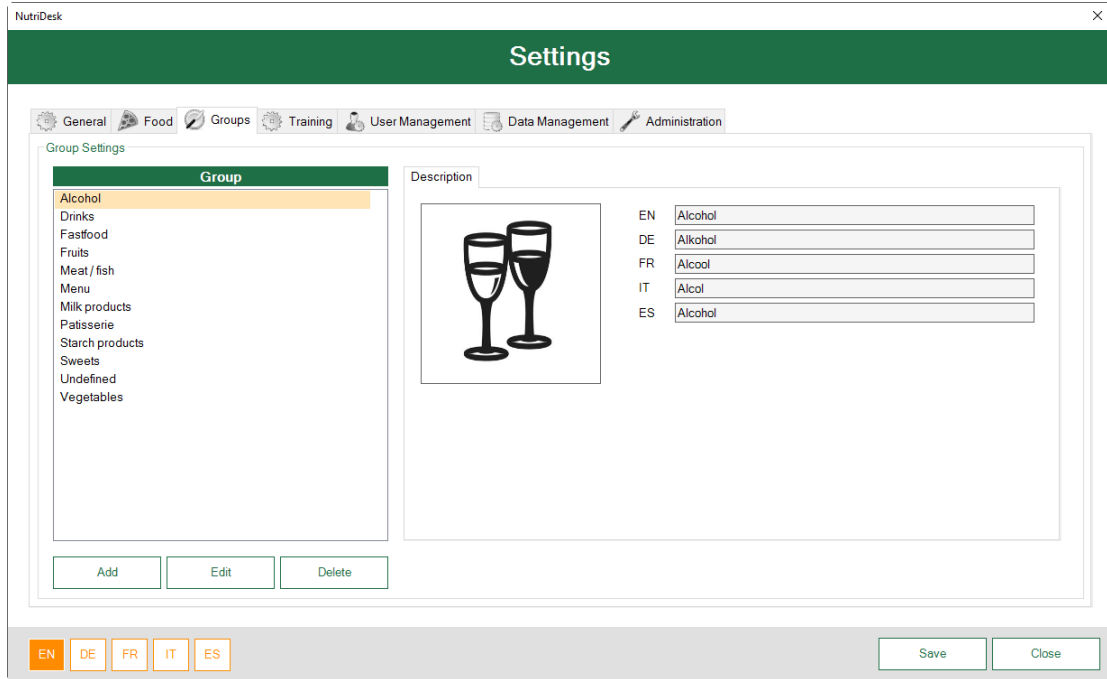 NutriDesk
Settings
General Food Groups Training User Management Data Management Administration
Group Settings
Group
Alcohol
Drinks
Fastfood
Fruits
Meat / fish
Menu
Milk products
Patisserie
Starch products
Sweets
Undefined
Vegetables
Add Edit Delete
Description
EN Alcohol
DE Alkohol
FR Alcool
IT Alcol
ES Alcohol
EN DE FR IT ES Save Close